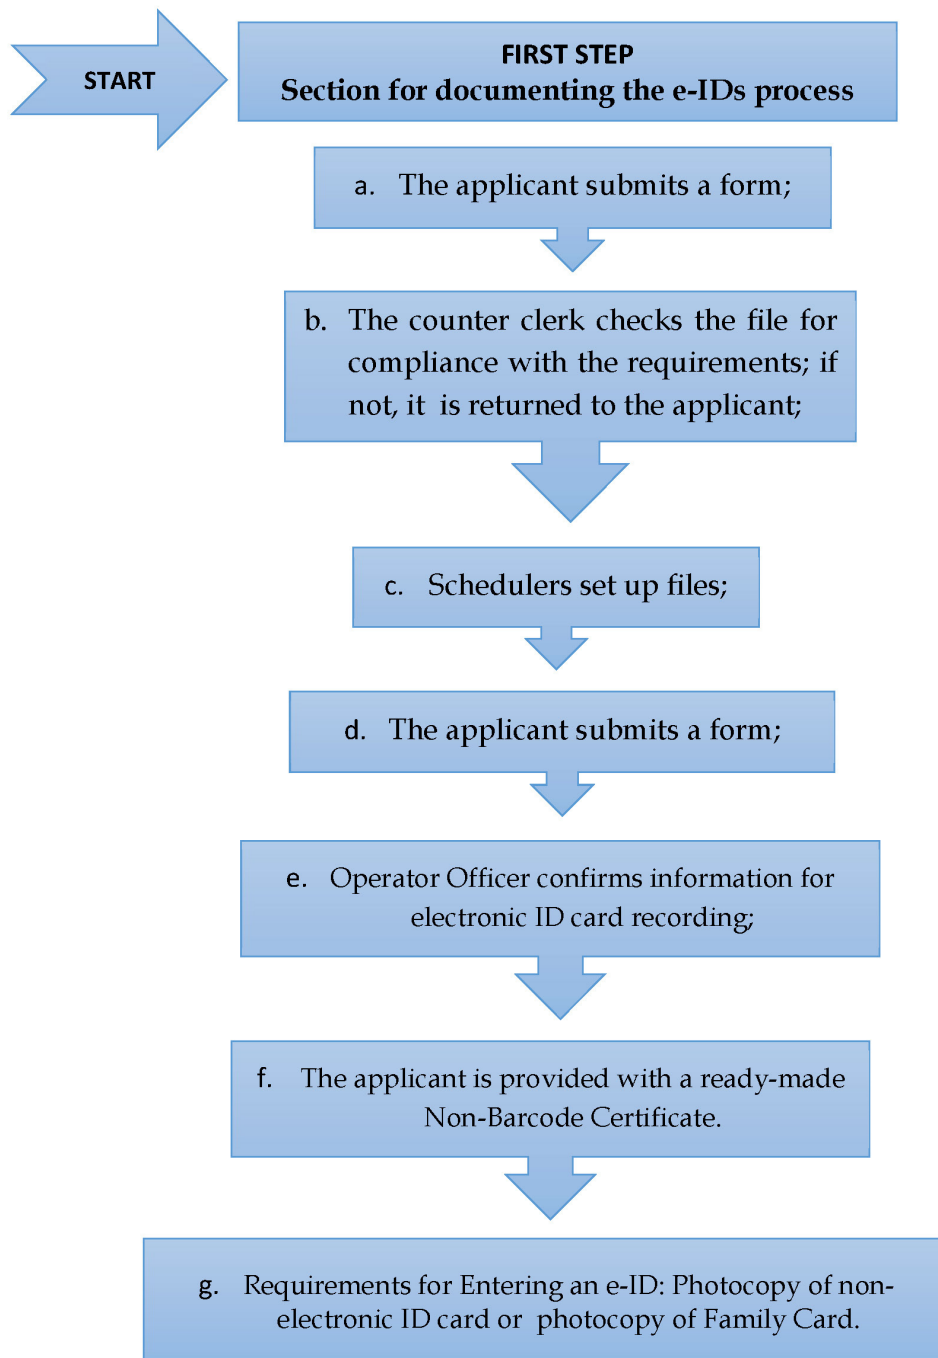 START
FIRST STEP
Section for documenting the e-IDs process
a. The applicant submits a form;
b. The counter clerk checks the file for
compliance with the requirements; if
not, it is returned to the applicant;
c. Schedulers set up files;
d. The applicant submits a form;
e. Operator Officer confirms information for
electronic ID card recording;
f. The applicant is provided with a ready-made
Non-Barcode Certificate.
g. Requirements for Entering an e-ID: Photocopy of non-
electronic ID card or photocopy of Family Card.